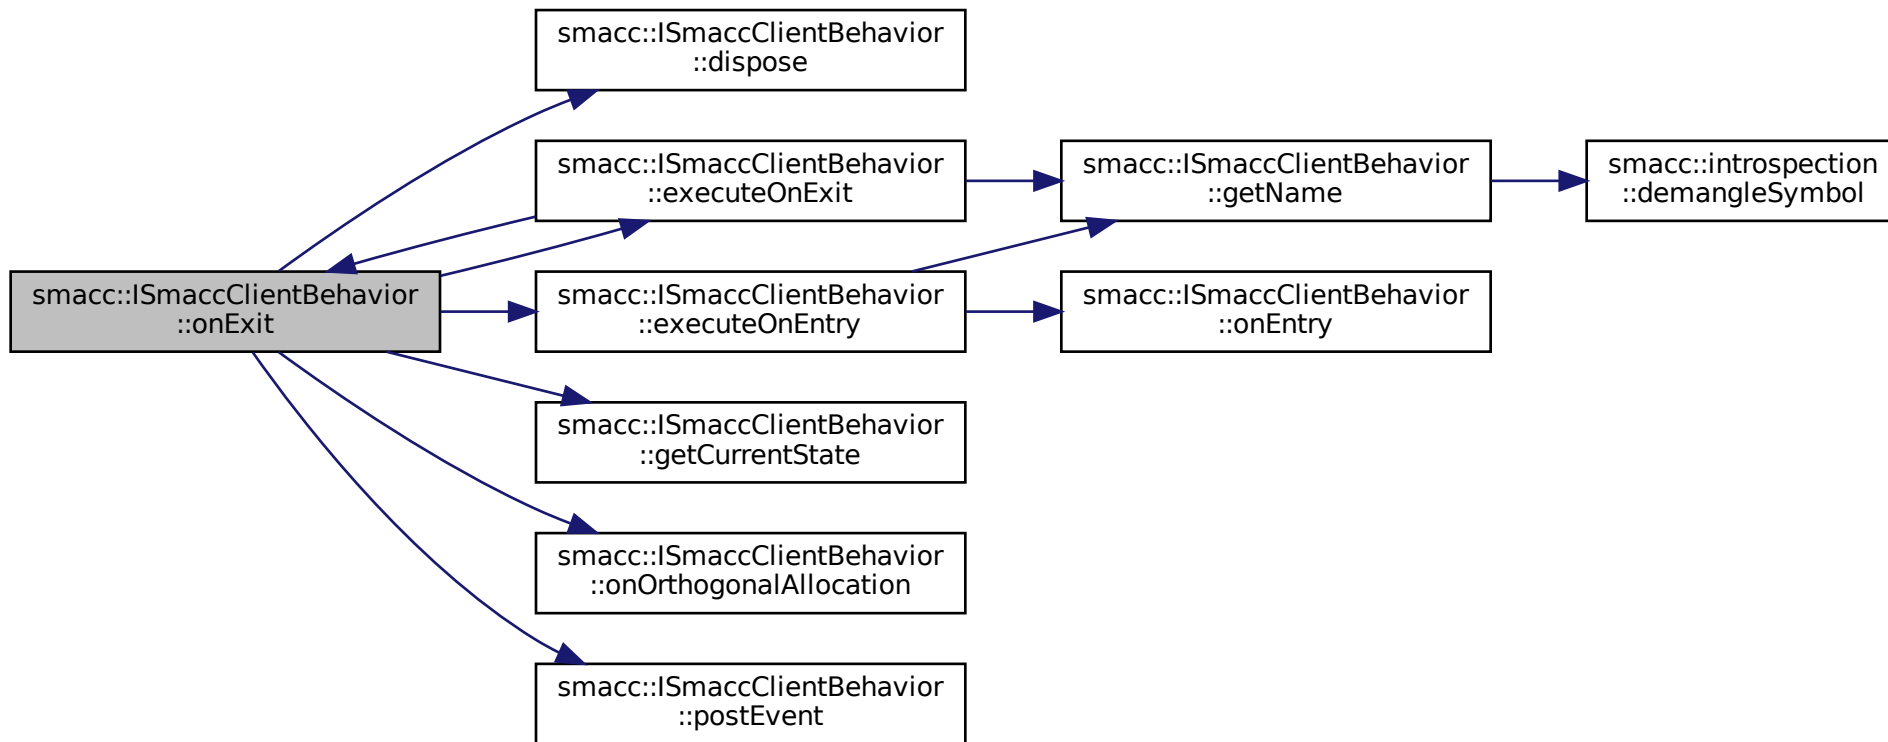 smacc::ISmaccClientBehavior
::dispose
smacc::ISmaccClientBehavior
::executeOnExit
smacc::ISmaccClientBehavior
::getName
smacc::introspection
::demangleSymbol
smacc::ISmaccClientBehavior
::onExit
smacc::ISmaccClientBehavior
::executeOnEntry
smacc::ISmaccClientBehavior
::onEntry
smacc::ISmaccClientBehavior
::getCurrentState
smacc::ISmaccClientBehavior
::onOrthogonalAllocation
smacc::ISmaccClientBehavior
::postEvent